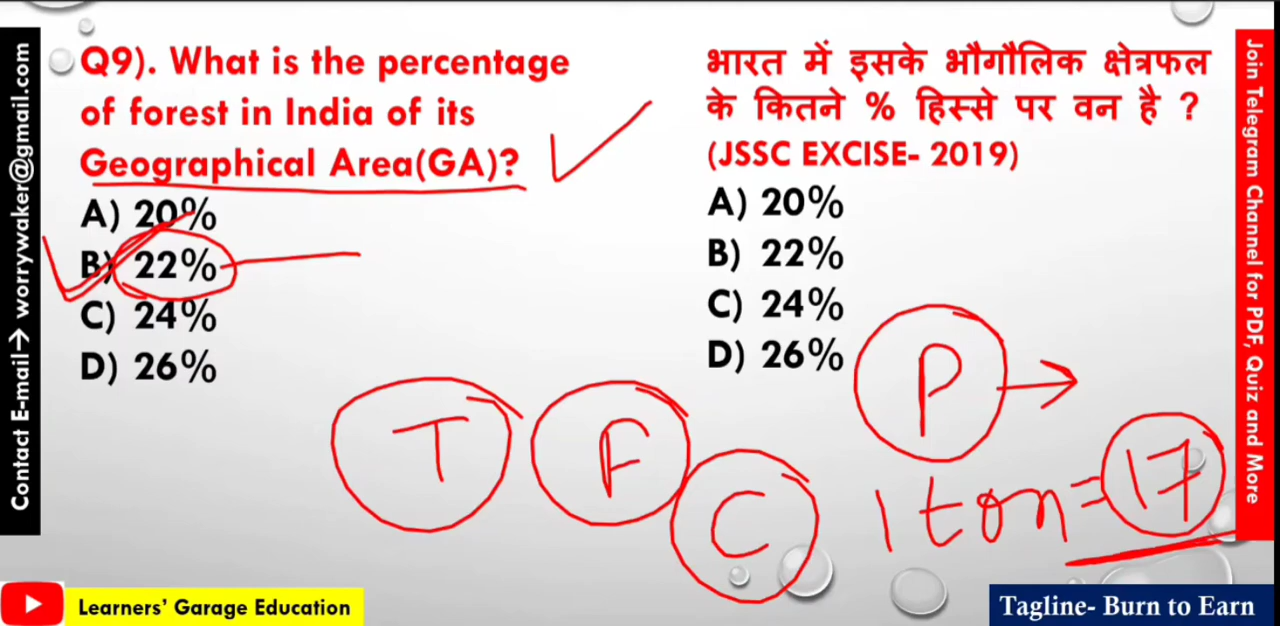 Q9). What is the percentage
of forest in India of its
Geographical Area(GA)?
A) 20%
B) 22%
C) 24%
D) 26%
भारत में इसके भौगौलिक क्षेत्रफल
के कितने % हिस्से पर वन है ?
(JSSC EXCISE- 2019)
A) 20%
B) 22%
C) 24%
D) 26%
T F C
P →
1 ton = 17
Contact E-mail→ worrywaker@gmail.com
Join Telegram Channel for PDF, Quiz and More
Learners' Garage Education
Tagline- Burn to Earn